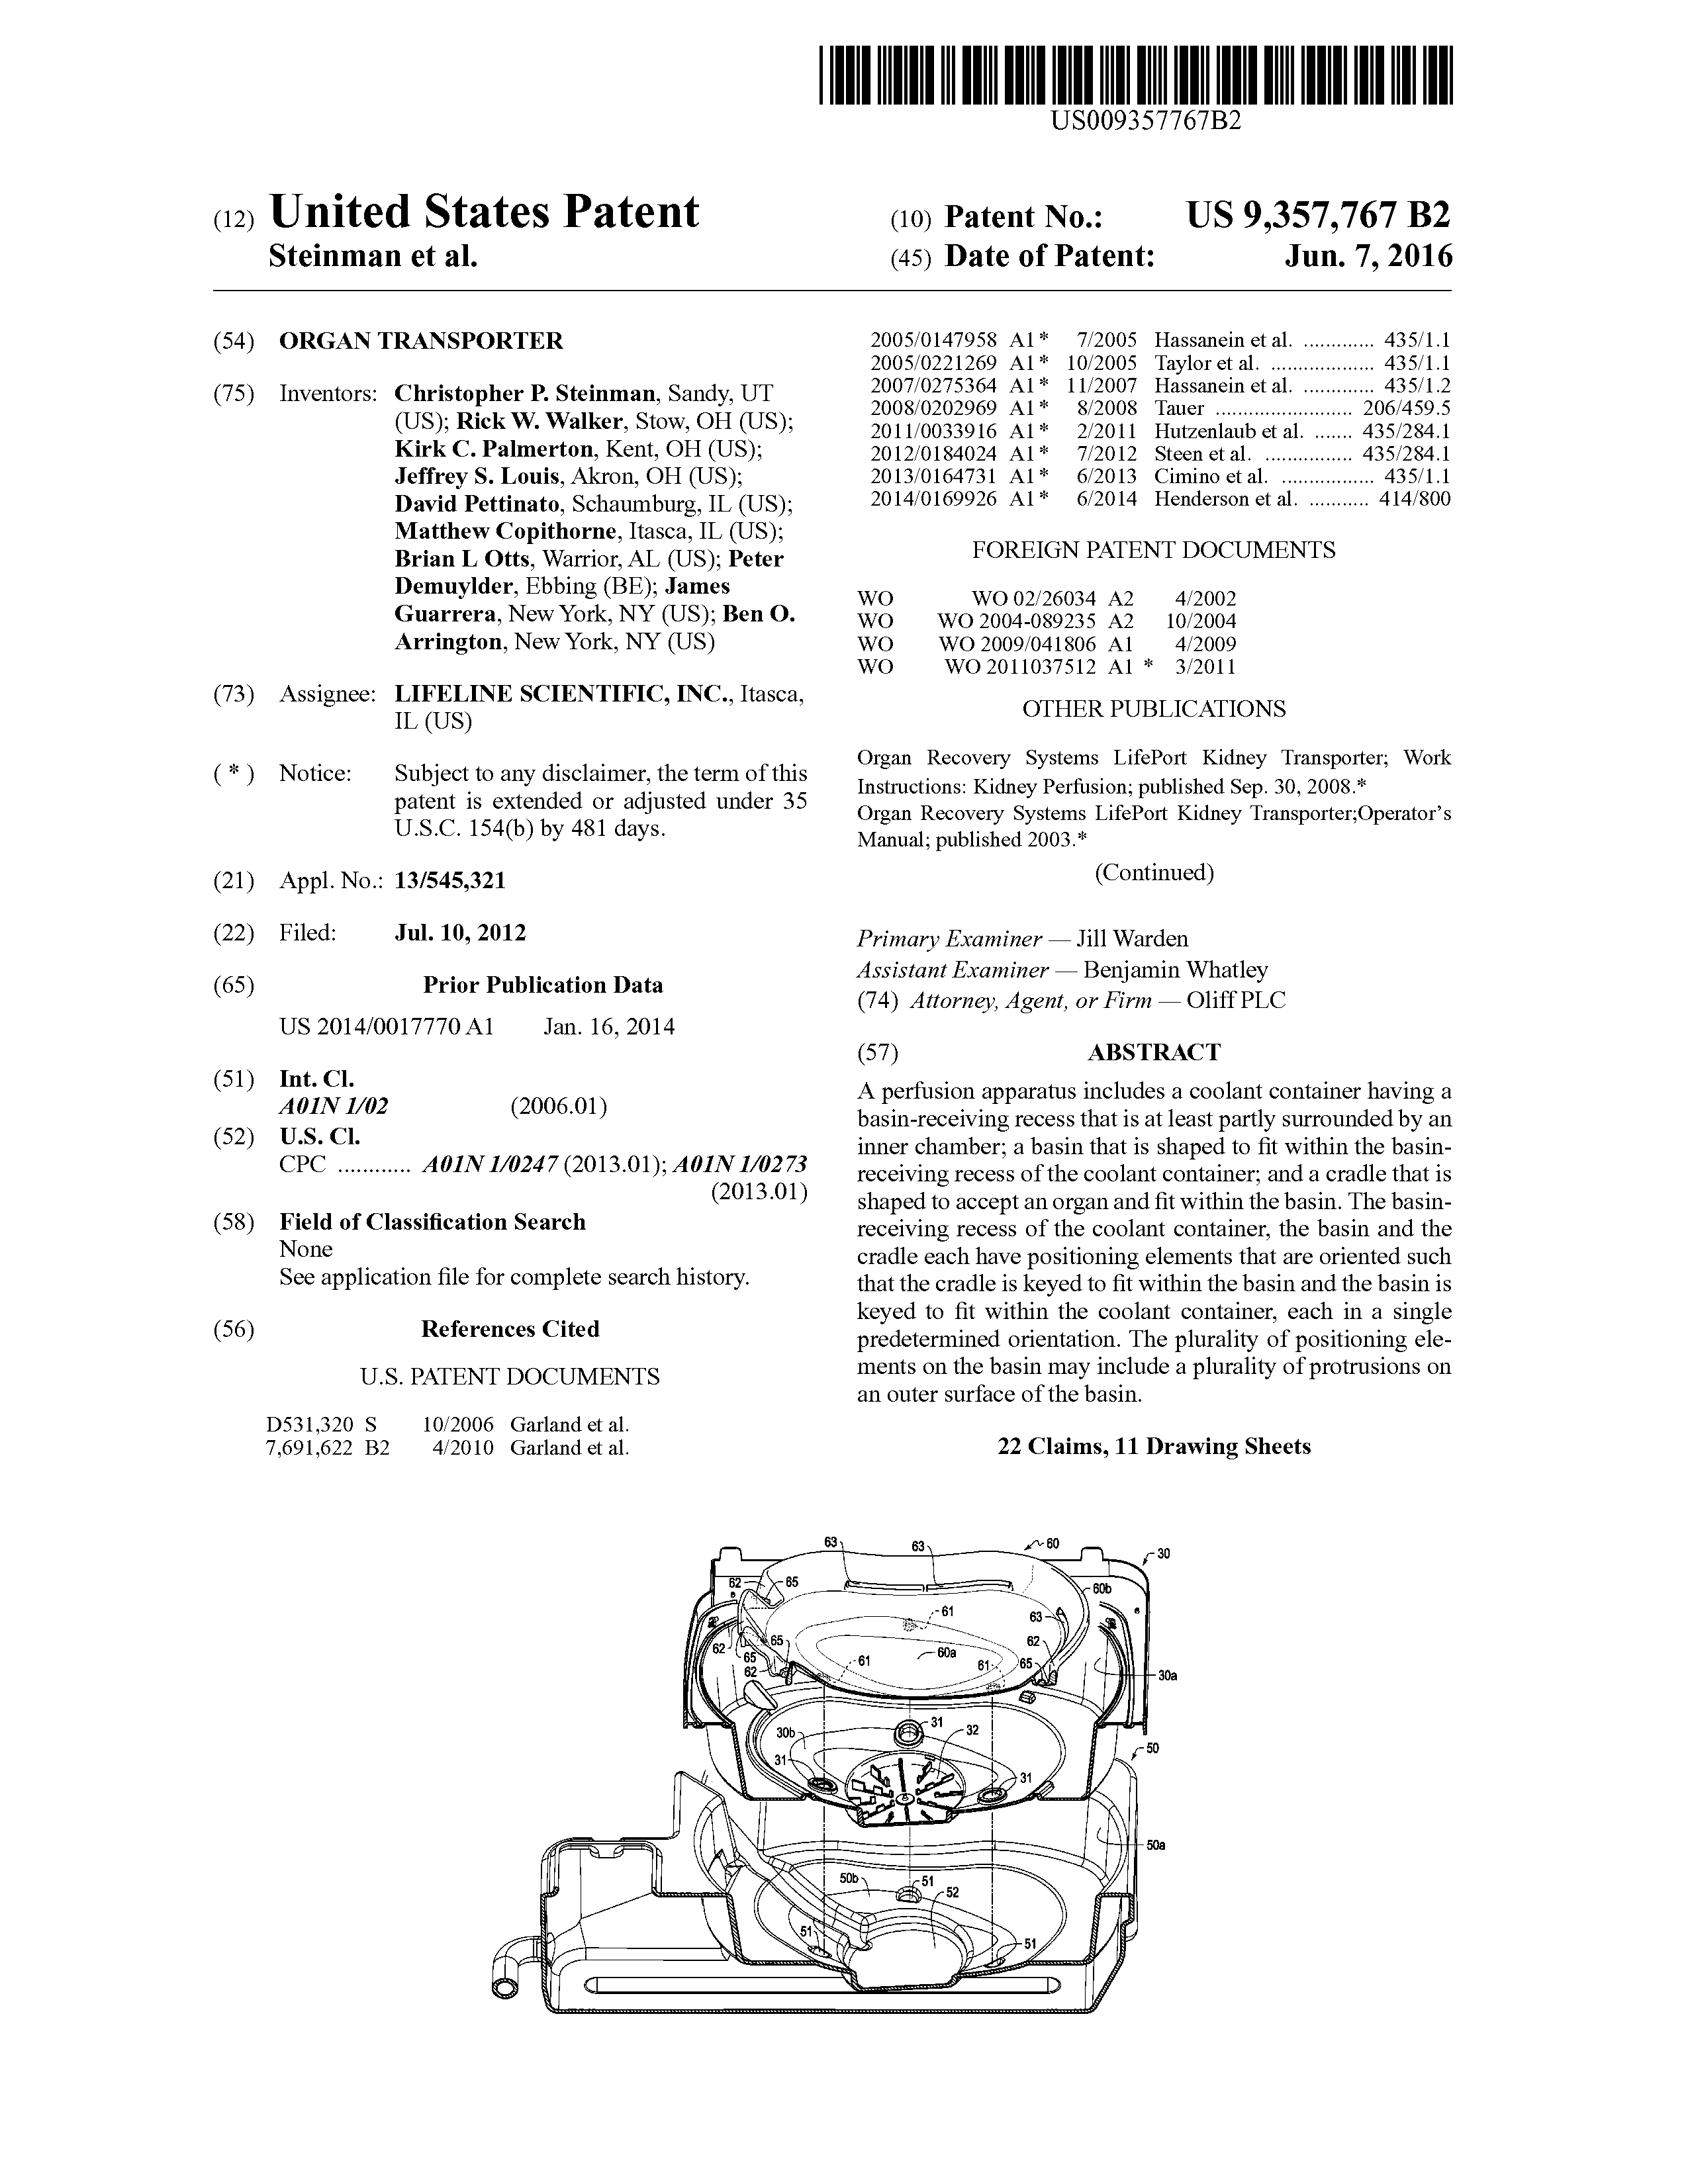 US009357767B2
(12) United States Patent
Steinman et al.
(10) Patent No.: US 9,357,767 B2
(45) Date of Patent: Jun. 7, 2016
(54) ORGAN TRANSPORTER
(75) Inventors: Christopher P. Steinman, Sandy, UT
(US); Rick W. Walker, Stow, OH (US);
Kirk C. Palmerton, Kent, OH (US);
Jeffrey S. Louis, Akron, OH (US);
David Pettinato, Schaumburg, IL (US);
Matthew Copithorne, Itasca, IL (US);
Brian L Otts, Warrior, AL (US); Peter
Demuylder, Ebbing (BE); James
Guarrera, New York, NY (US); Ben O.
Arrington, New York, NY (US)
(73) Assignee: LIFELINE SCIENTIFIC, INC., Itasca,
IL (US)
( * ) Notice: Subject to any disclaimer, the term of this
patent is extended or adjusted under 35
U.S.C. 154(b) by 481 days.
(21) Appl. No.: 13/545,321
(22) Filed: Jul. 10, 2012
(65) Prior Publication Data
US 2014/0017770 A1 Jan. 16, 2014
(51) Int. Cl.
A01N 1/02 (2006.01)
(52) U.S. Cl.
CPC ........... A01N 1/0247 (2013.01); A01N 1/0273
(2013.01)
(58) Field of Classification Search
None
See application file for complete search history.
(56) References Cited
U.S. PATENT DOCUMENTS
D531,320 S 10/2006 Garland et al.
7,691,622 B2 4/2010 Garland et al.
2005/0147958 A1* 7/2005 Hassanein et al. ............. 435/1.1
2005/0221269 A1* 10/2005 Taylor et al. ................... 435/1.1
2007/0275364 A1* 11/2007 Hassanein et al. ............. 435/1.2
2008/0202969 A1* 8/2008 Tauer ......................... 206/459.5
2011/0033916 A1* 2/2011 Hutzenlaub et al. ....... 435/284.1
2012/0184024 A1* 7/2012 Steen et al. ................ 435/284.1
2013/0164731 A1* 6/2013 Cimino et al. ................. 435/1.1
2014/0169926 A1* 6/2014 Henderson et al. ........... 414/800
FOREIGN PATENT DOCUMENTS
WO WO 02/26034 A2 4/2002
WO WO 2004-089235 A2 10/2004
WO WO 2009/041806 A1 4/2009
WO WO 2011037512 A1 * 3/2011
OTHER PUBLICATIONS
Organ Recovery Systems LifePort Kidney Transporter; Work
Instructions: Kidney Perfusion; published Sep. 30, 2008.*
Organ Recovery Systems LifePort Kidney Transporter;Operator's
Manual; published 2003.*
(Continued)
Primary Examiner — Jill Warden
Assistant Examiner — Benjamin Whatley
(74) Attorney, Agent, or Firm — Oliff PLC
(57) ABSTRACT
A perfusion apparatus includes a coolant container having a
basin-receiving recess that is at least partly surrounded by an
inner chamber; a basin that is shaped to fit within the basin-
receiving recess of the coolant container; and a cradle that is
shaped to accept an organ and fit within the basin. The basin-
receiving recess of the coolant container, the basin and the
cradle each have positioning elements that are oriented such
that the cradle is keyed to fit within the basin and the basin is
keyed to fit within the coolant container, each in a single
predetermined orientation. The plurality of positioning ele-
ments on the basin may include a plurality of protrusions on
an outer surface of the basin.
22 Claims, 11 Drawing Sheets
63 63 60 30
62 65 60b
61 63
62 65 62
65 60a
62 61 61 65 30a
31
30b 32
31 31 50
50a
50b 51 52
51 51